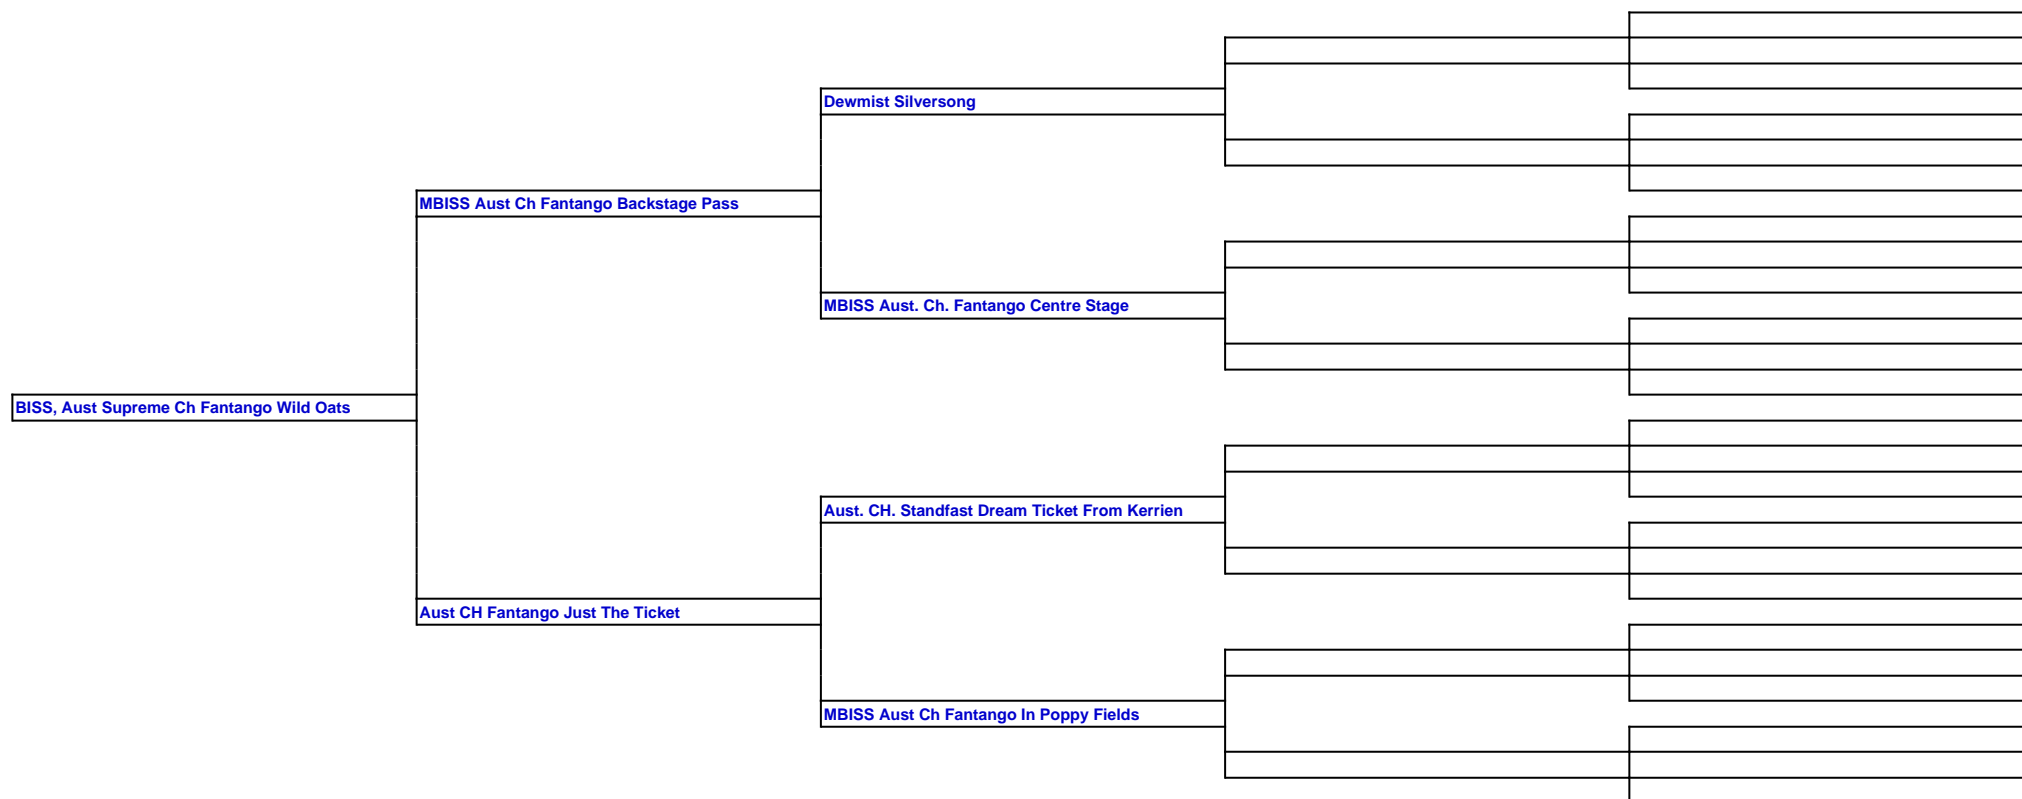 Dewmist Silversong
MBISS Aust Ch Fantango Backstage Pass
MBISS Aust. Ch. Fantango Centre Stage
BISS, Aust Supreme Ch Fantango Wild Oats
Aust. CH. Standfast Dream Ticket From Kerrien
Aust CH Fantango Just The Ticket
MBISS Aust Ch Fantango In Poppy Fields